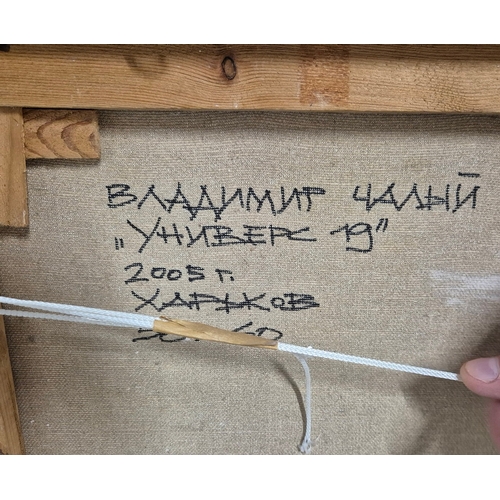 ВЛАДИМИР ЧАЛЫЙ
„УНИВЕРС 19”
2005 г.
ХАРЬКОВ